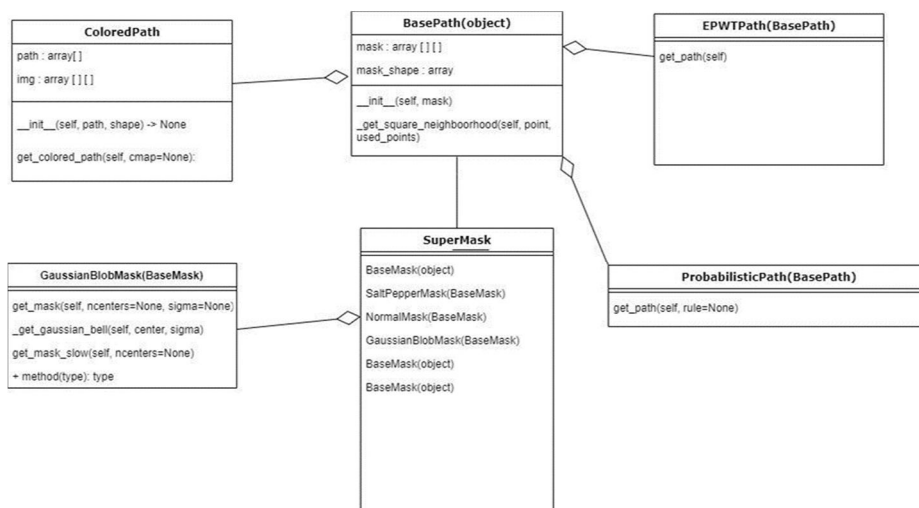 ColoredPath
path : array[ ]
img : array [ ] [ ]
__init__(self, path, shape) -> None
get_colored_path(self, cmap=None):
BasePath(object)
mask : array [ ] [ ]
mask_shape : array
__init__(self, mask)
_get_square_neighboorhood(self, point,
used_points)
EPWTPath(BasePath)
get_path(self)
GaussianBlobMask(BaseMask)
get_mask(self, ncenters=None, sigma=None)
_get_gaussian_bell(self, center, sigma)
get_mask_slow(self, ncenters=None)
+ method(type): type
SuperMask
BaseMask(object)
SaltPepperMask(BaseMask)
NormalMask(BaseMask)
GaussianBlobMask(BaseMask)
BaseMask(object)
BaseMask(object)
ProbabilisticPath(BasePath)
get_path(self, rule=None)